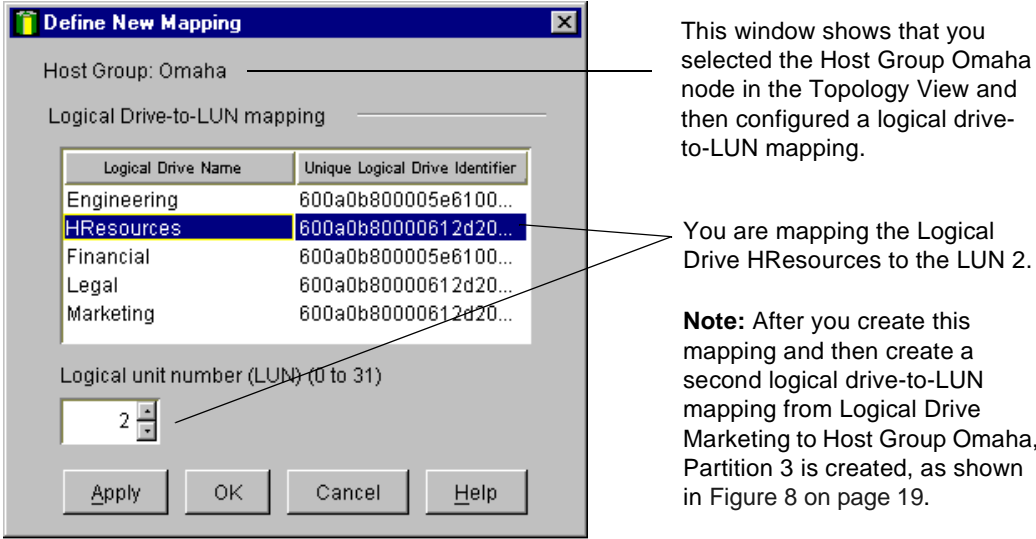 Define New Mapping
Host Group: Omaha
Logical Drive-to-LUN mapping
Logical Drive Name Unique Logical Drive Identifier
Engineering 600a0b800005e6100...
HResources 600a0b80000612d20...
Financial 600a0b800005e6100...
Legal 600a0b80000612d20...
Marketing 600a0b80000612d20...
Logical unit number (LUN) (0 to 31)
2
Apply OK Cancel Help
This window shows that you
selected the Host Group Omaha
node in the Topology View and
then configured a logical drive-
to-LUN mapping.
You are mapping the Logical
Drive HResources to the LUN 2.
Note: After you create this
mapping and then create a
second logical drive-to-LUN
mapping from Logical Drive
Marketing to Host Group Omaha,
Partition 3 is created, as shown
in Figure 8 on page 19.